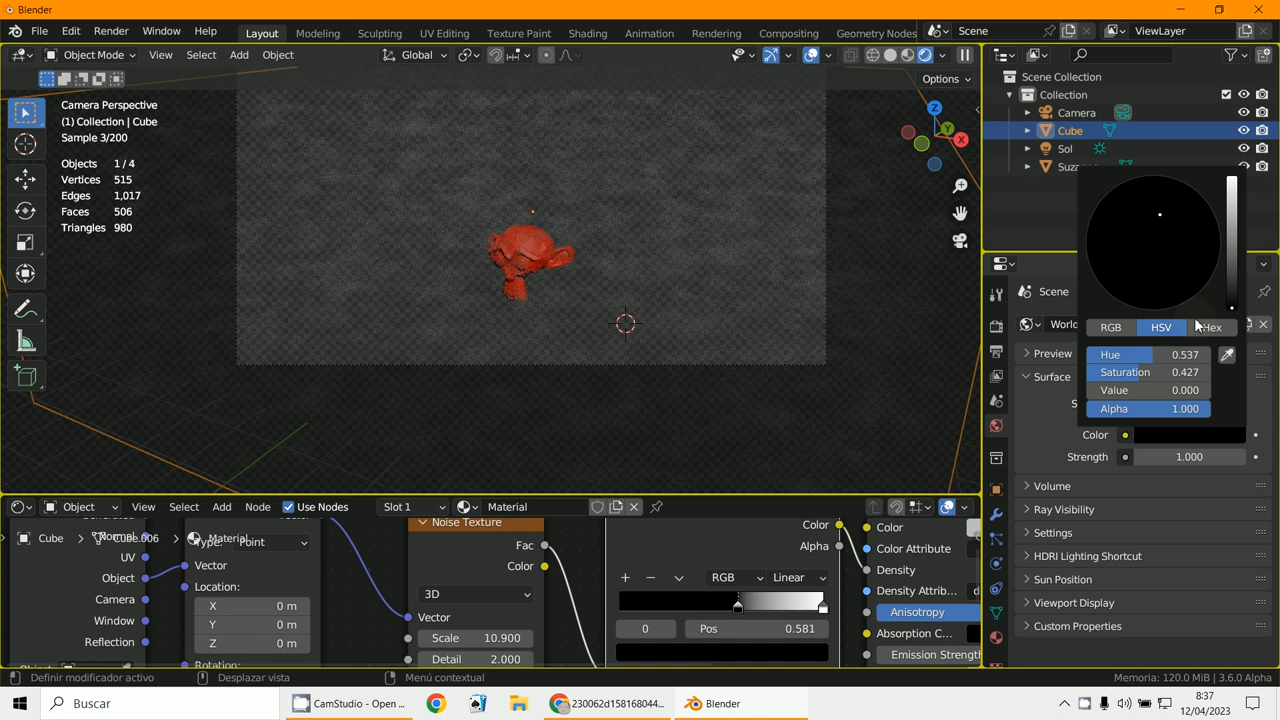 Blender
File Edit Render Window Help
Layout Modeling Sculpting UV Editing Texture Paint Shading Animation Rendering Compositing Geometry Nodes
Scene
ViewLayer
Object Mode View Select Add Object
Global
Options
Camera Perspective
(1) Collection | Cube
Sample 3/200
Objects 1 / 4
Vertices 515
Edges 1,017
Faces 506
Triangles 980
Z
Y
X
Scene Collection
Collection
Camera
Cube
Sol
Suza
Scene
World
RGB HSV Hex
Hue 0.537
Saturation 0.427
Value 0.000
Alpha 1.000
Preview
Surface
S
Color
Strength 1.000
Volume
Ray Visibility
Settings
HDRI Lighting Shortcut
Sun Position
Viewport Display
Custom Properties
Object View Select Add Node Use Nodes Slot 1 Material
Cube Cube.006 Material
UV
Object
Camera
Window
Reflection
Type: Point
Vector
Location:
X 0 m
Y 0 m
Z 0 m
Rotation:
Noise Texture
Fac
Color
3D
Vector
Scale 10.900
Detail 2.000
Color
Alpha
RGB Linear
0 Pos 0.581
Color
Color Attribute
Density
Density Attrib... d
Anisotropy
Absorption C...
Emission Strength
Definir modificador activo Desplazar vista Menú contextual
Memoria: 120.0 MiB | 3.6.0 Alpha
Buscar
CamStudio - Open ...
230062d158168044...
Blender
8:37
12/04/2023